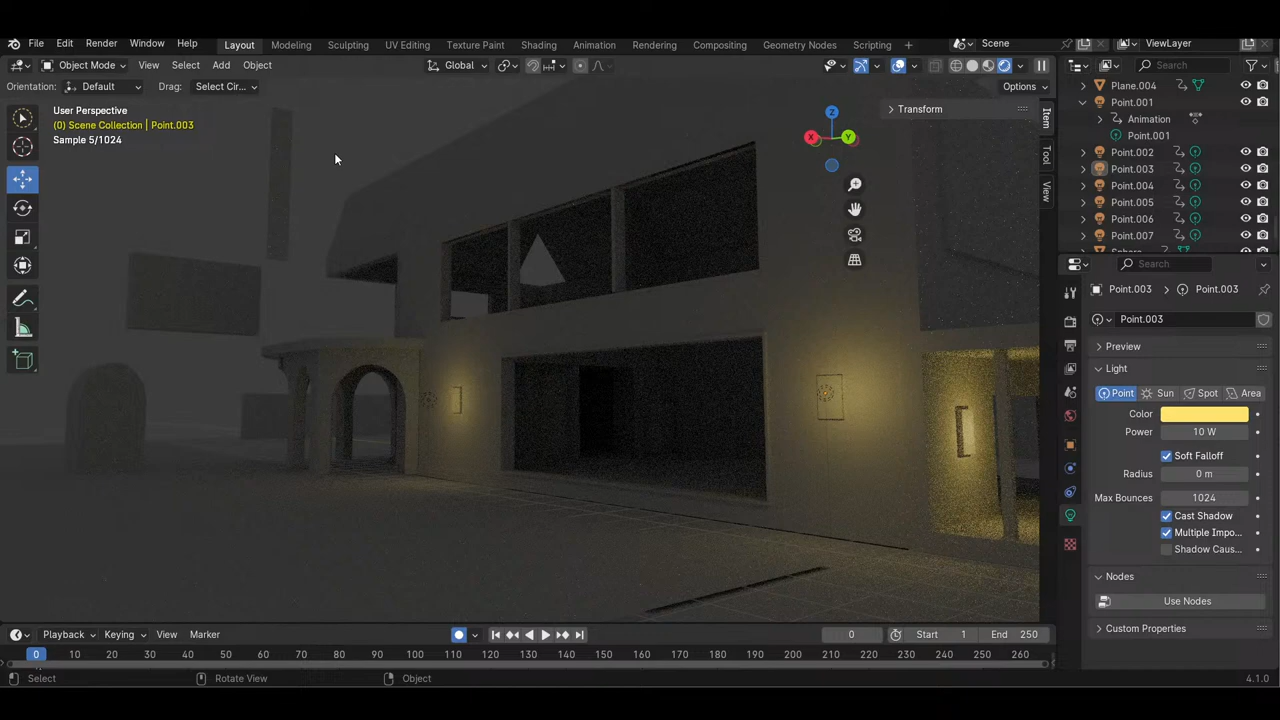 File Edit Render Window Help Layout Modeling Sculpting UV Editing Texture Paint Shading Animation Rendering Compositing Geometry Nodes Scripting + Scene ViewLayer
Object Mode View Select Add Object Global Search
Orientation: Default Drag: Select Cir... Options
User Perspective
(0) Scene Collection | Point.003
Sample 5/1024
Transform
Z
X Y
Item
Tool
View
Plane.004
Point.001
Animation
Point.001
Point.002
Point.003
Point.004
Point.005
Point.006
Point.007
Search
Point.003 > Point.003
Point.003
Preview
Light
Point Sun Spot Area
Color
Power 10 W
Soft Falloff
Radius 0 m
Max Bounces 1024
Cast Shadow
Multiple Impo...
Shadow Caus...
Nodes
Use Nodes
Custom Properties
Playback Keying View Marker 0 Start 1 End 250
0 10 20 30 40 50 60 70 80 90 100 110 120 130 140 150 160 170 180 190 200 210 220 230 240 250 260
Select Rotate View Object 4.1.0